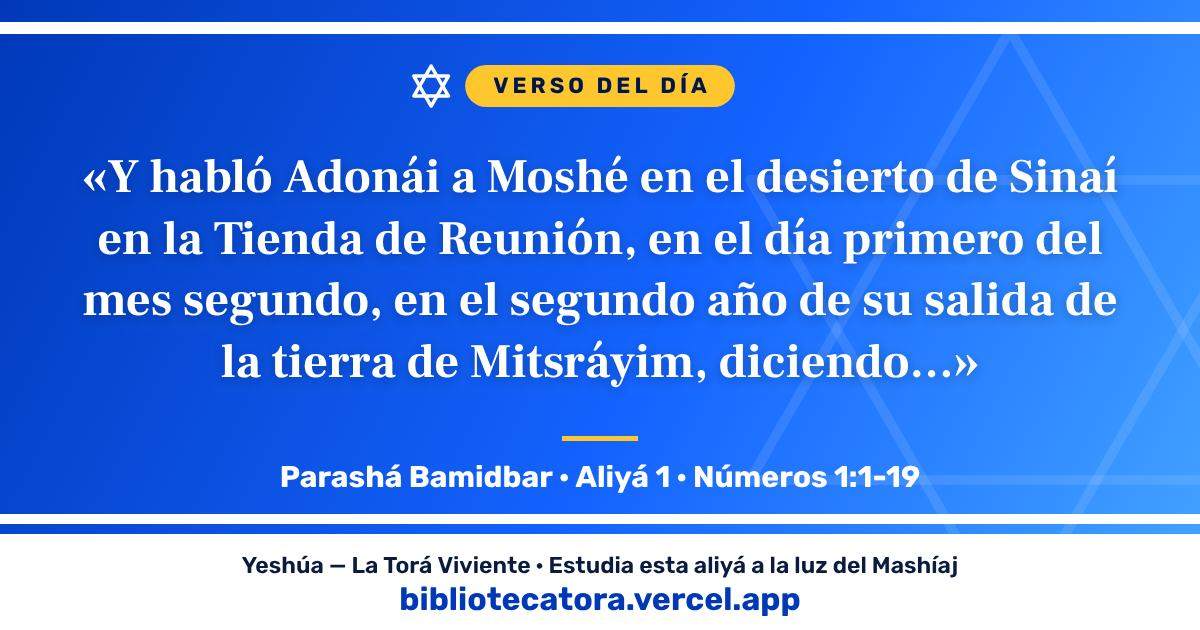 VERSO DEL DÍA
«Y habló Adonái a Moshé en el desierto de Sinaí
en la Tienda de Reunión, en el día primero del
mes segundo, en el segundo año de su salida de
la tierra de Mitsráyim, diciendo...»
Parashá Bamidbar • Aliyá 1 • Números 1:1-19
Yeshúa — La Torá Viviente • Estudia esta aliyá a la luz del Mashíaj
bibliotecatora.vercel.app